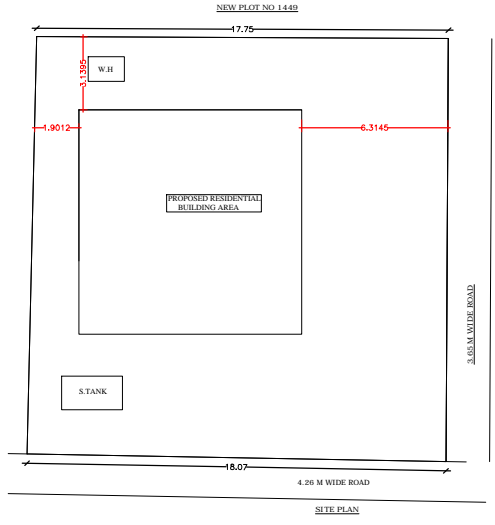 NEW PLOT NO 1449
17.75
W.H
3.1395
1.9012
6.3145
PROPOSED RESIDENTIAL
BUILDING AREA
3.65 M WIDE ROAD
S.TANK
18.07
4.26 M WIDE ROAD
SITE PLAN